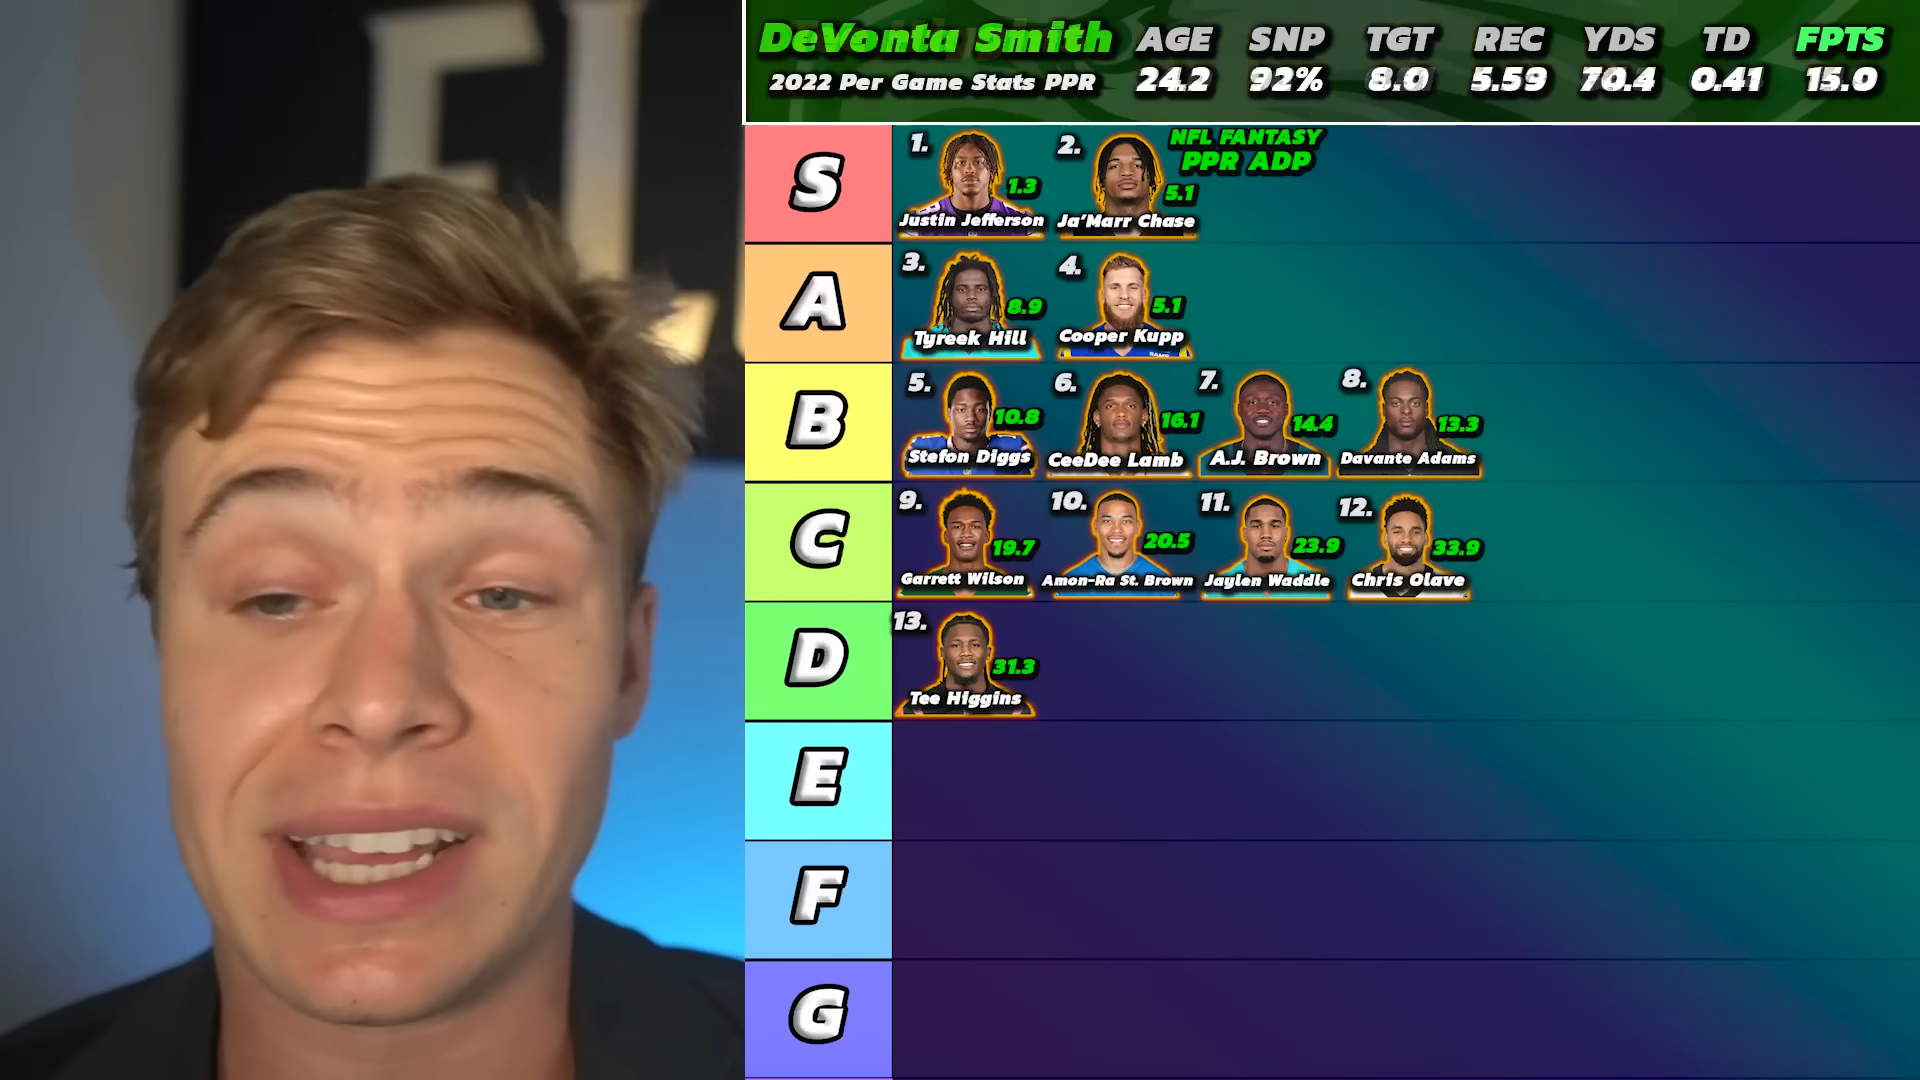 DeVonta Smith
2022 Per Game Stats PPR
AGE SNP TGT REC YDS TD FPTS
24.2 92% 8.0 5.59 70.4 0.41 15.0
NFL FANTASY
PPR ADP
S
1. 1.3
Justin Jefferson
2. 5.1
Ja'Marr Chase
A
3. 8.9
Tyreek Hill
4. 5.1
Cooper Kupp
B
5. 10.8
Stefon Diggs
6. 16.1
CeeDee Lamb
7. 14.4
A.J. Brown
8. 13.3
Davante Adams
C
9. 19.7
Garrett Wilson
10. 20.5
Amon-Ra St. Brown
11. 23.9
Jaylen Waddle
12. 33.9
Chris Olave
D
13. 31.3
Tee Higgins
E
F
G